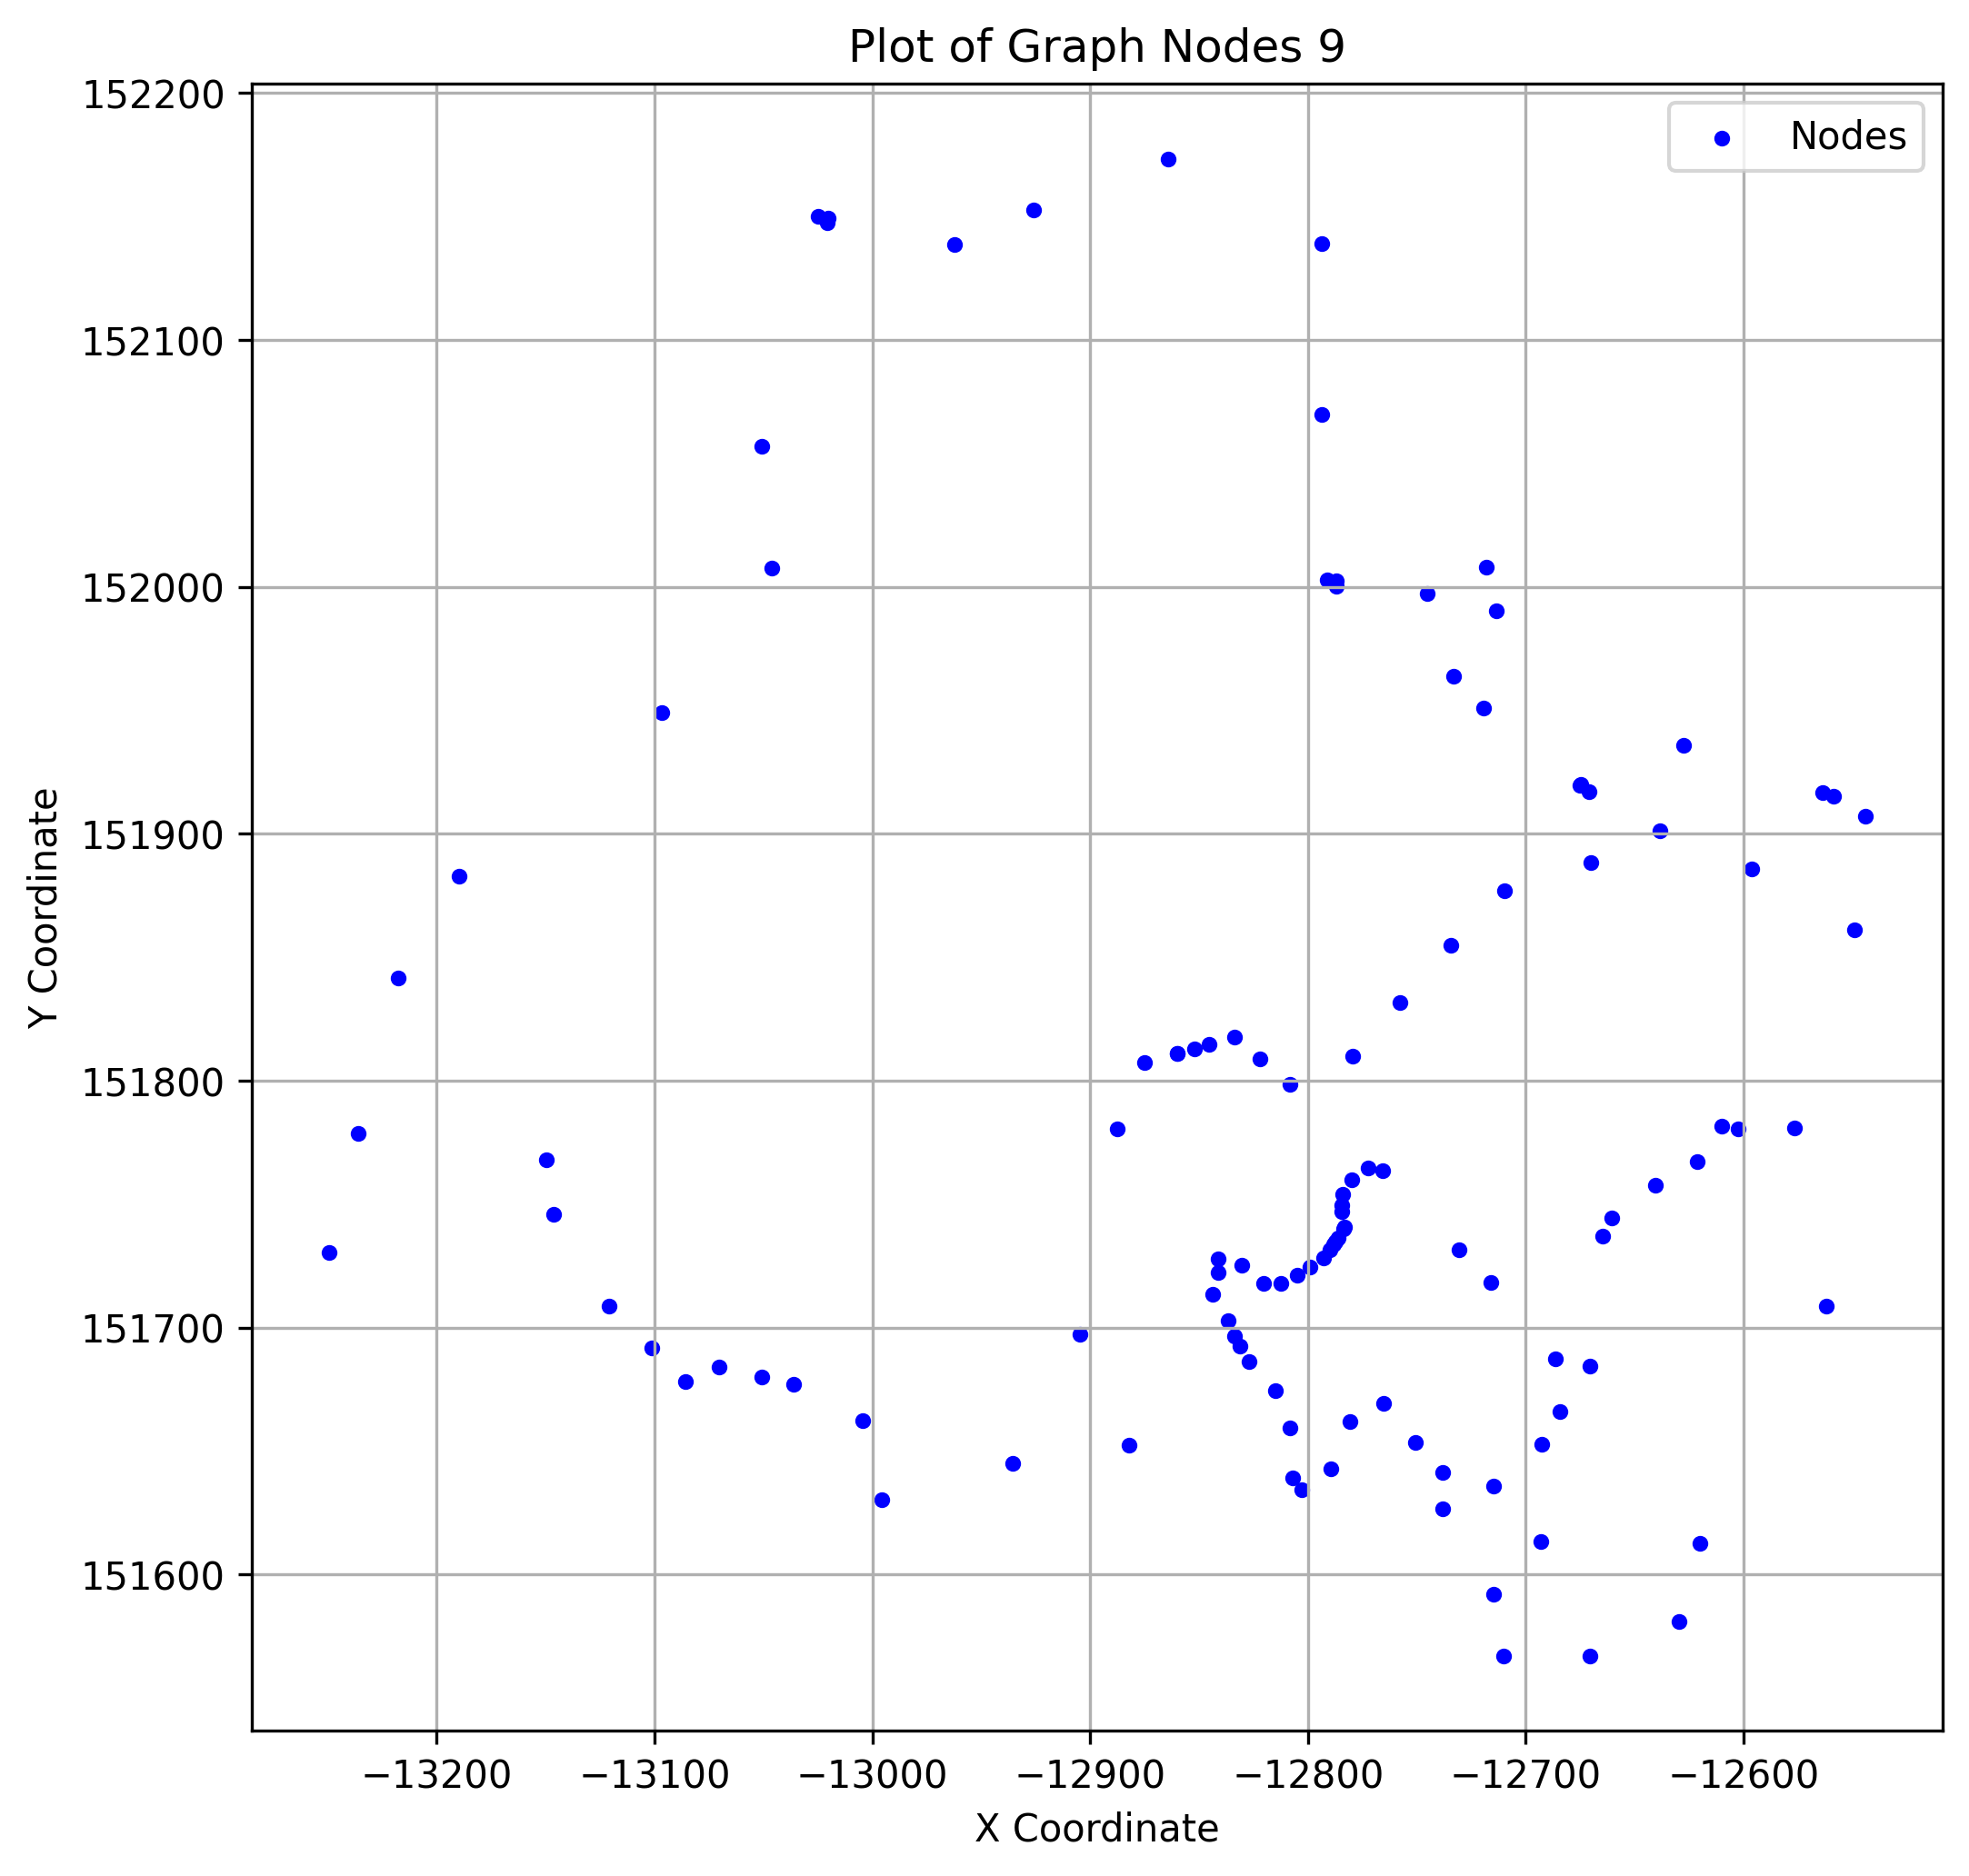 Plot of Graph Nodes 9
Nodes
152200
152100
152000
151900
151800
151700
151600
Y Coordinate
−13200 −13100 −13000 −12900 −12800 −12700 −12600
X Coordinate